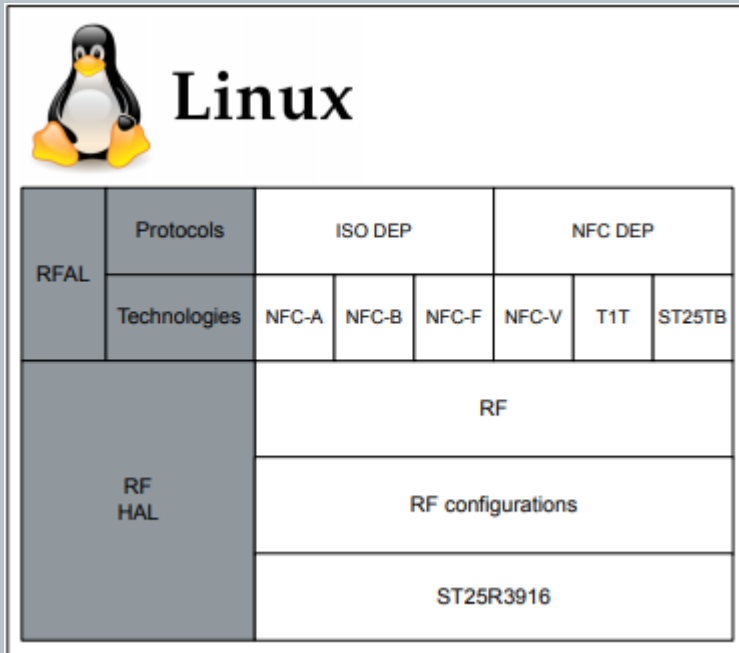 Linux
RFAL
Protocols
ISO DEP
NFC DEP
Technologies
NFC-A
NFC-B
NFC-F
NFC-V
T1T
ST25TB
RF
HAL
RF
RF configurations
ST25R3916